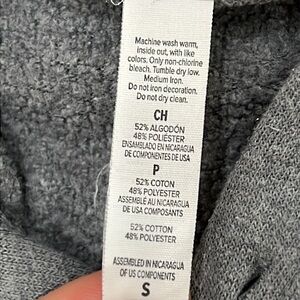 Machine wash warm,
inside out, with like
colors. Only non-chlorine
bleach. Tumble dry low.
Medium Iron.
Do not iron decoration.
Do not dry clean.
CH
52% ALGODÓN
48% POLIÉSTER
ENSAMBLADO EN NICARAGUA
DE COMPONENTES DE USA
P
52% COTON
48% POLYESTER
ASSEMBLÉ AU NICARAGUA
USA COMPOSANTS
52% COTTON
48% POLYESTER
ASSEMBLED IN NICARAGUA
OF US COMPONENTS
S